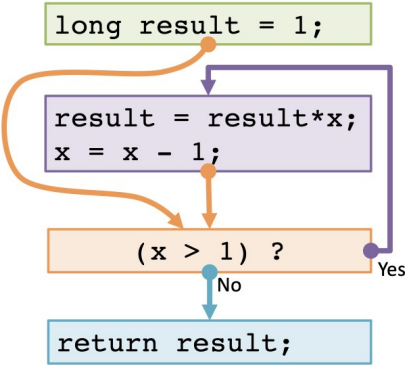 long result = 1;
result = result*x;
x = x - 1;
(x > 1) ?
Yes
No
return result;